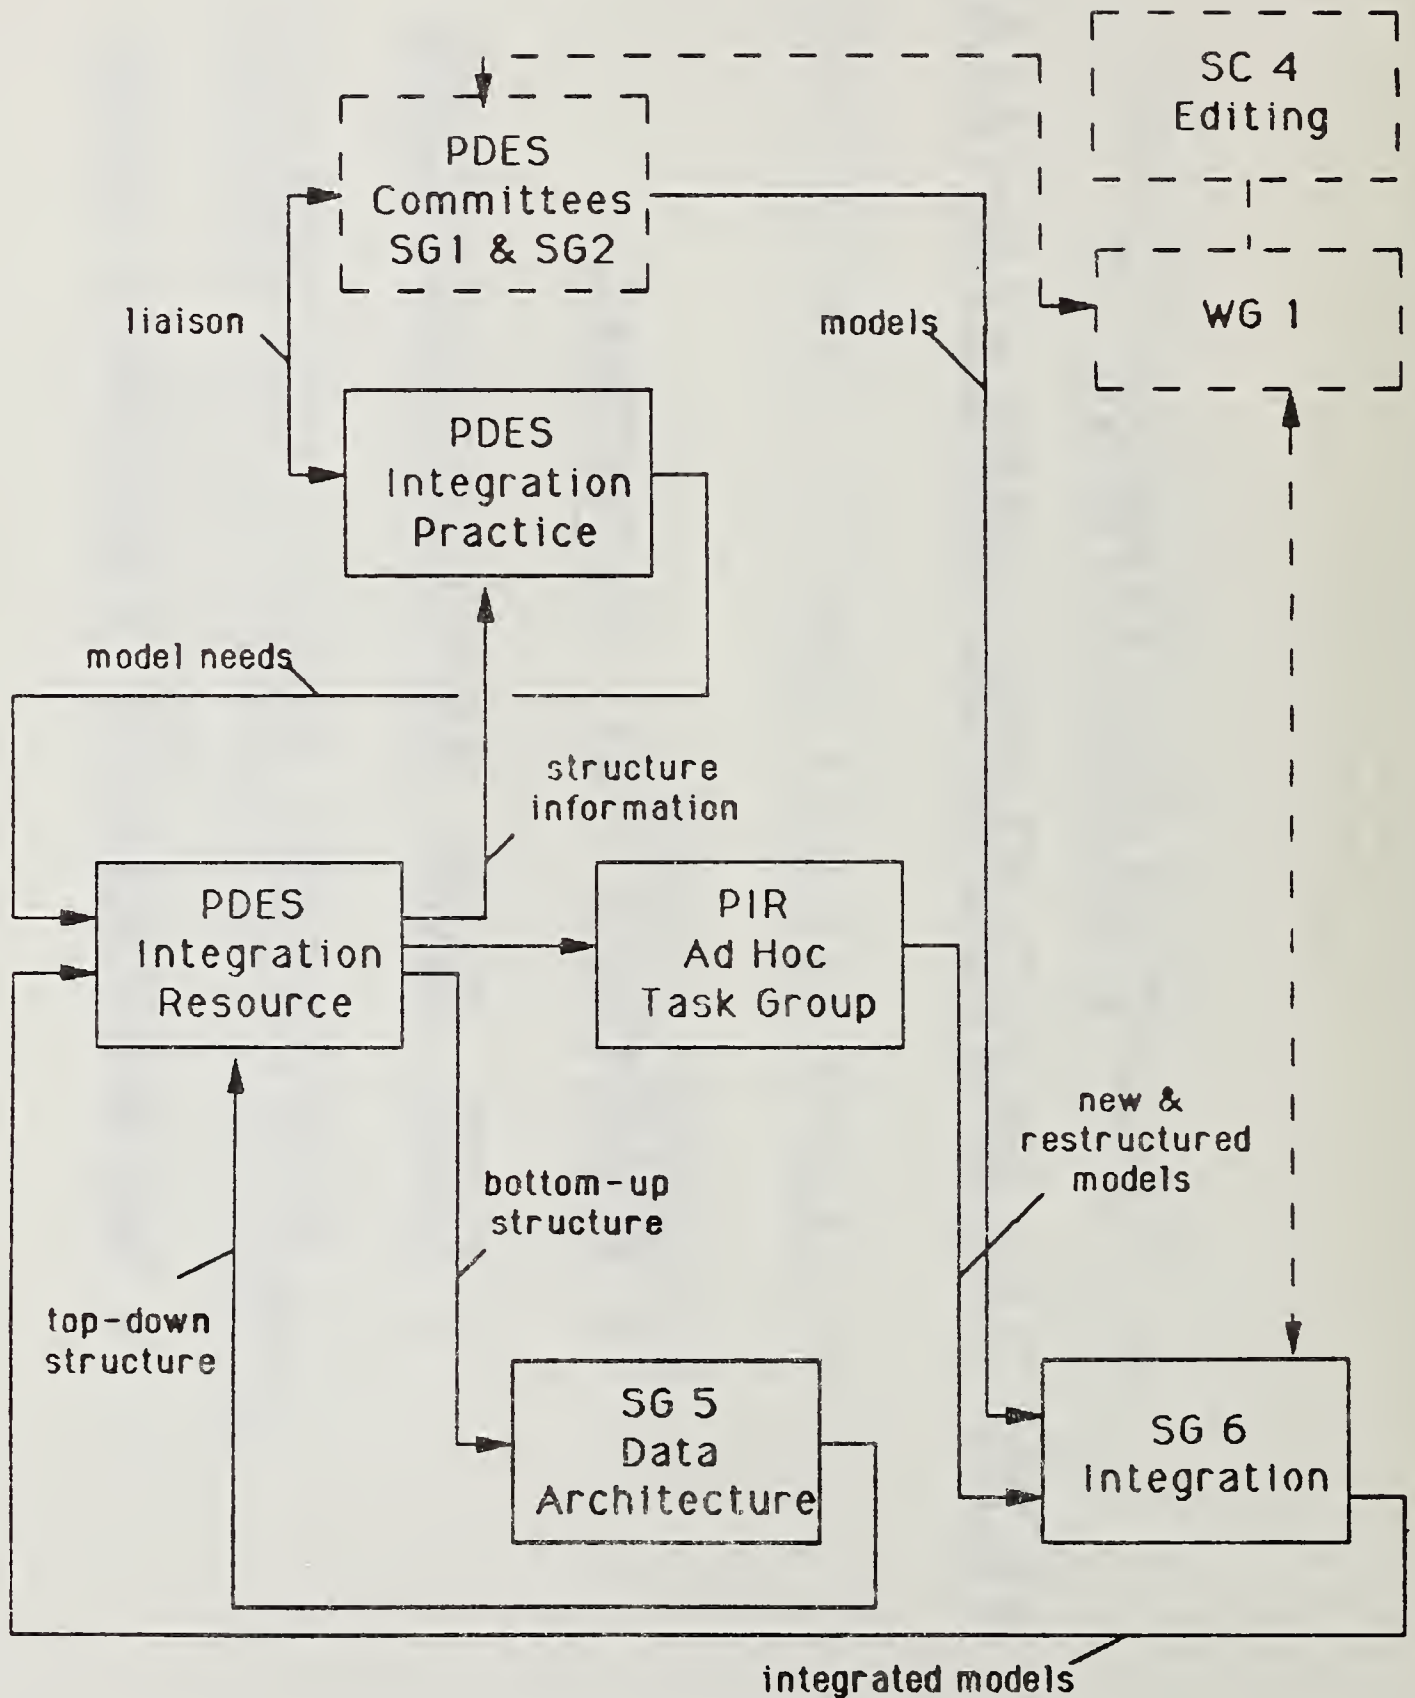 SC 4
Editing
PDES
Committees
SG1 & SG2
WG 1
liaison
models
PDES
Integration
Practice
model needs
structure
information
PDES
Integration
Resource
PIR
Ad Hoc
Task Group
new &
restructured
models
bottom-up
structure
top-down
structure
SG 5
Data
Architecture
SG 6
Integration
integrated models